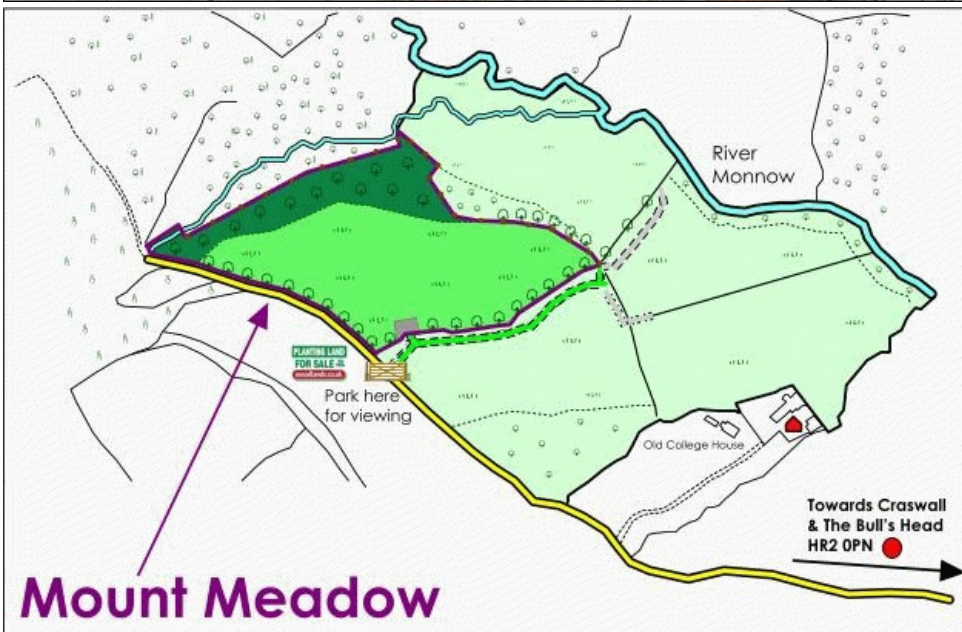 River
Monnow
PLANTING LAND
FOR SALE
woodlands.co.uk
Park here
for viewing
Old College House
Towards Craswall
& The Bull's Head
HR2 0PN
Mount Meadow